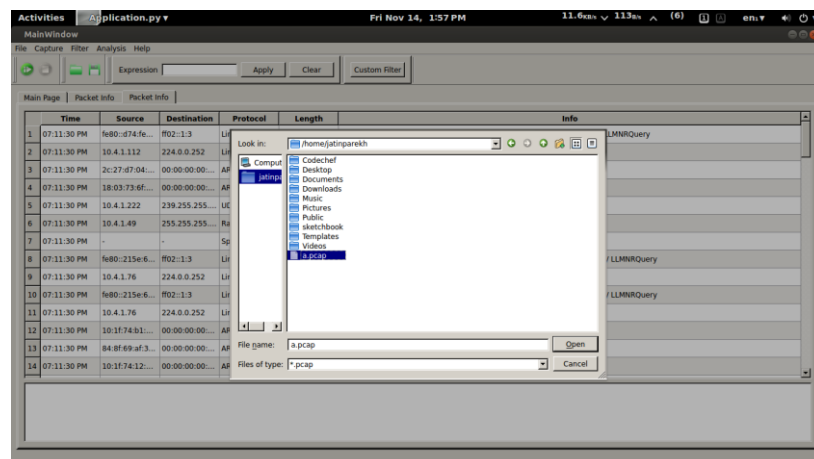 Activities Application.py ▾ Fri Nov 14, 1:57 PM 11.6KB/s 113B/s (6) 1 A en₁ ▾
MainWindow
File Capture Filter Analysis Help
Expression Apply Clear Custom Filter
Main Page Packet Info Packet Info
Time Source Destination Protocol Length Info
1 07:11:30 PM fe80::d74:fe... ff02::1:3 LMNRQuery
2 07:11:30 PM 10.4.1.112 224.0.0.252
3 07:11:30 PM 2c:27:d7:04:... 00:00:00:00:...
4 07:11:30 PM 18:03:73:6f:... 00:00:00:00:...
5 07:11:30 PM 10.4.1.222 239.255.255....
6 07:11:30 PM 10.4.1.49 255.255.255....
7 07:11:30 PM - -
8 07:11:30 PM fe80::215e:6... ff02::1:3 / LLMNRQuery
9 07:11:30 PM 10.4.1.76 224.0.0.252
10 07:11:30 PM fe80::215e:6... ff02::1:3 / LLMNRQuery
11 07:11:30 PM 10.4.1.76 224.0.0.252
12 07:11:30 PM 10:1f:74:b1:... 00:00:00:00:...
13 07:11:30 PM 84:8f:69:af:3... 00:00:00:00:...
14 07:11:30 PM 10:1f:74:12:... 00:00:00:00:...
Look in: /home/jatinparekh
Comput
jatinpa
Codechef
Desktop
Documents
Downloads
Music
Pictures
Public
sketchbook
Templates
Videos
a.pcap
File name: a.pcap Open
Files of type: *.pcap Cancel